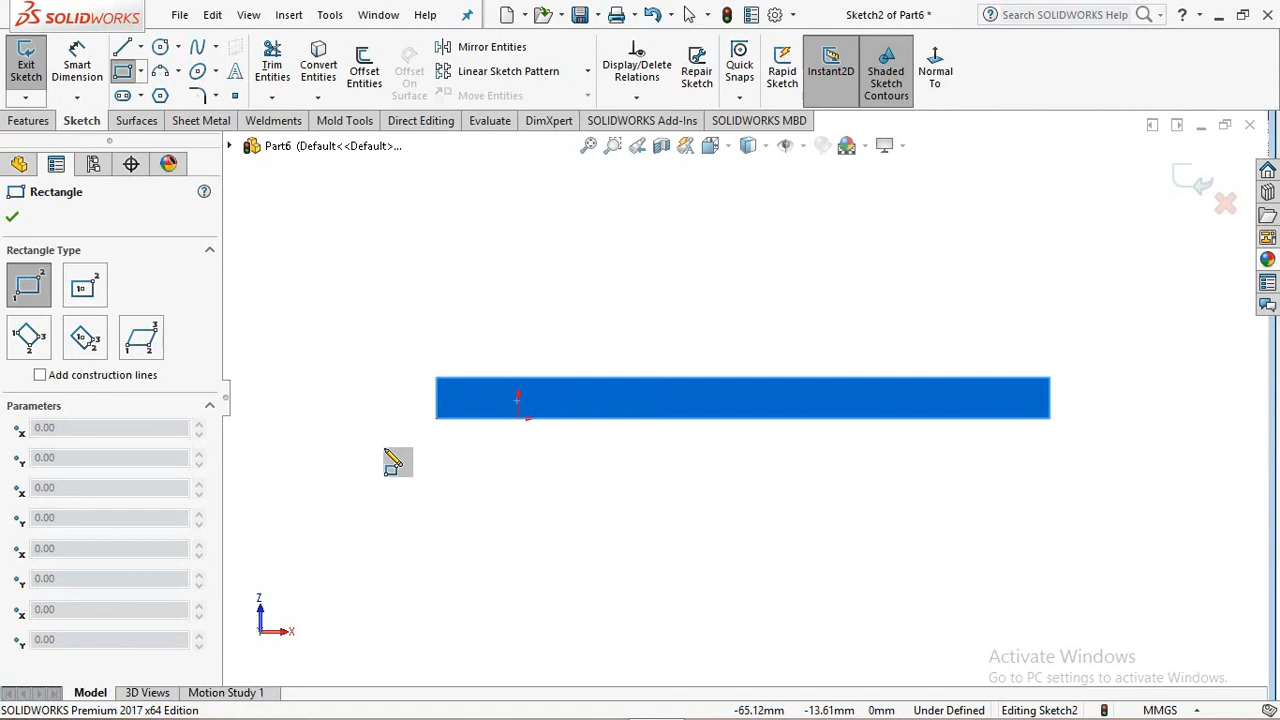 SOLIDWORKS
File
Edit
View
Insert
Tools
Window
Help
Sketch2 of Part6 *
Search SOLIDWORKS Help
Exit Sketch
Smart Dimension
Trim Entities
Convert Entities
Offset Entities
Offset On Surface
Mirror Entities
Linear Sketch Pattern
Move Entities
Display/Delete Relations
Repair Sketch
Quick Snaps
Rapid Sketch
Instant2D
Shaded Sketch Contours
Normal To
Features
Sketch
Surfaces
Sheet Metal
Weldments
Mold Tools
Direct Editing
Evaluate
DimXpert
SOLIDWORKS Add-Ins
SOLIDWORKS MBD
Part6 (Default<<Default>...
Rectangle
Rectangle Type
Add construction lines
Parameters
0.00
0.00
0.00
0.00
0.00
0.00
0.00
0.00
Z
X
Activate Windows
Go to PC settings to activate Windows.
Model
3D Views
Motion Study 1
SOLIDWORKS Premium 2017 x64 Edition
-65.12mm
-13.61mm
0mm
Under Defined
Editing Sketch2
MMGS